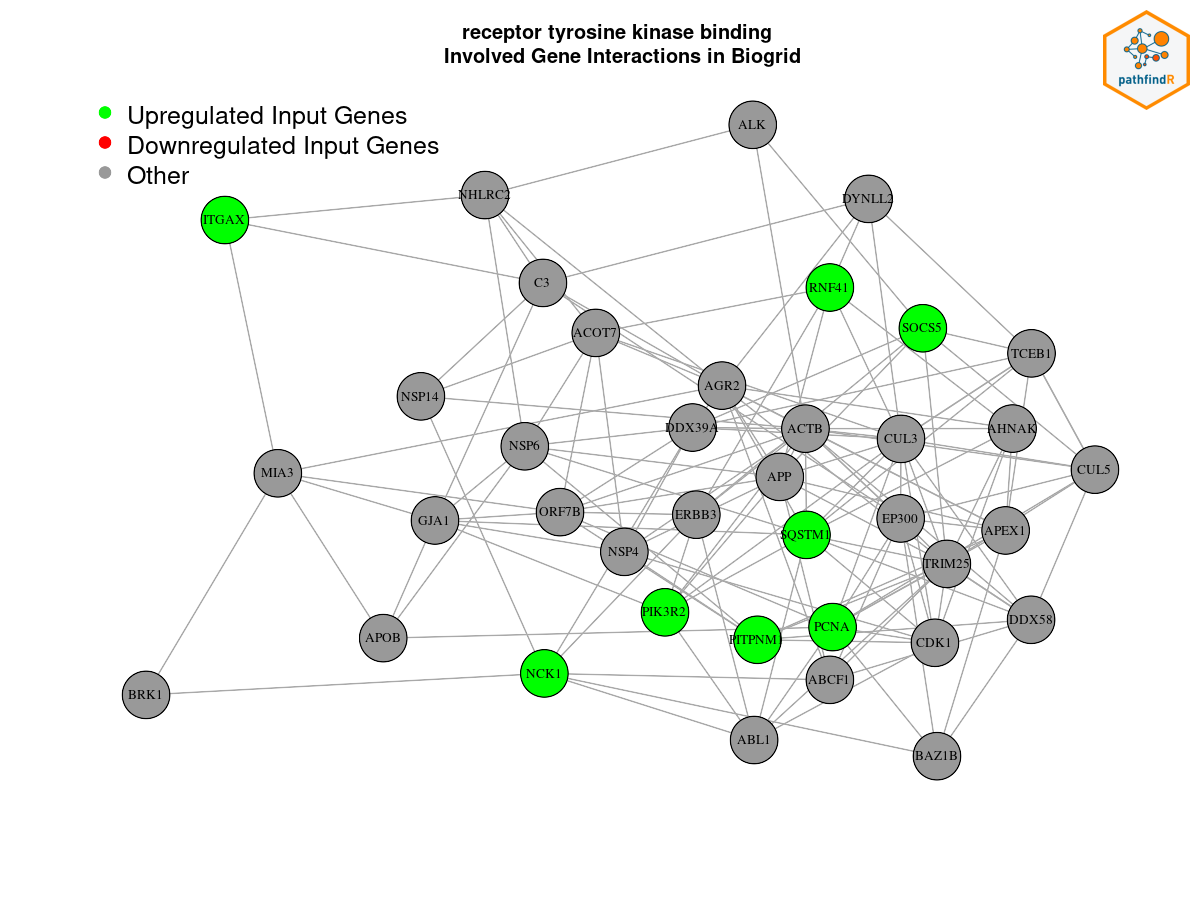 receptor tyrosine kinase binding
Involved Gene Interactions in Biogrid
pathfindR
Upregulated Input Genes
Downregulated Input Genes
Other
ALK
NHLRC2
DYNLL2
ITGAX
C3
RNF41
SOCS5
ACOT7
TCEB1
AGR2
NSP14
DDX39A
ACTB
CUL3
AHNAK
NSP6
CUL5
MIA3
APP
ORF7B
ERBB3
EP300
GJA1
APEX1
SQSTM1
NSP4
TRIM25
PIK3R2
DDX58
PCNA
APOB
PITPNM1
CDK1
NCK1
ABCF1
BRK1
ABL1
BAZ1B